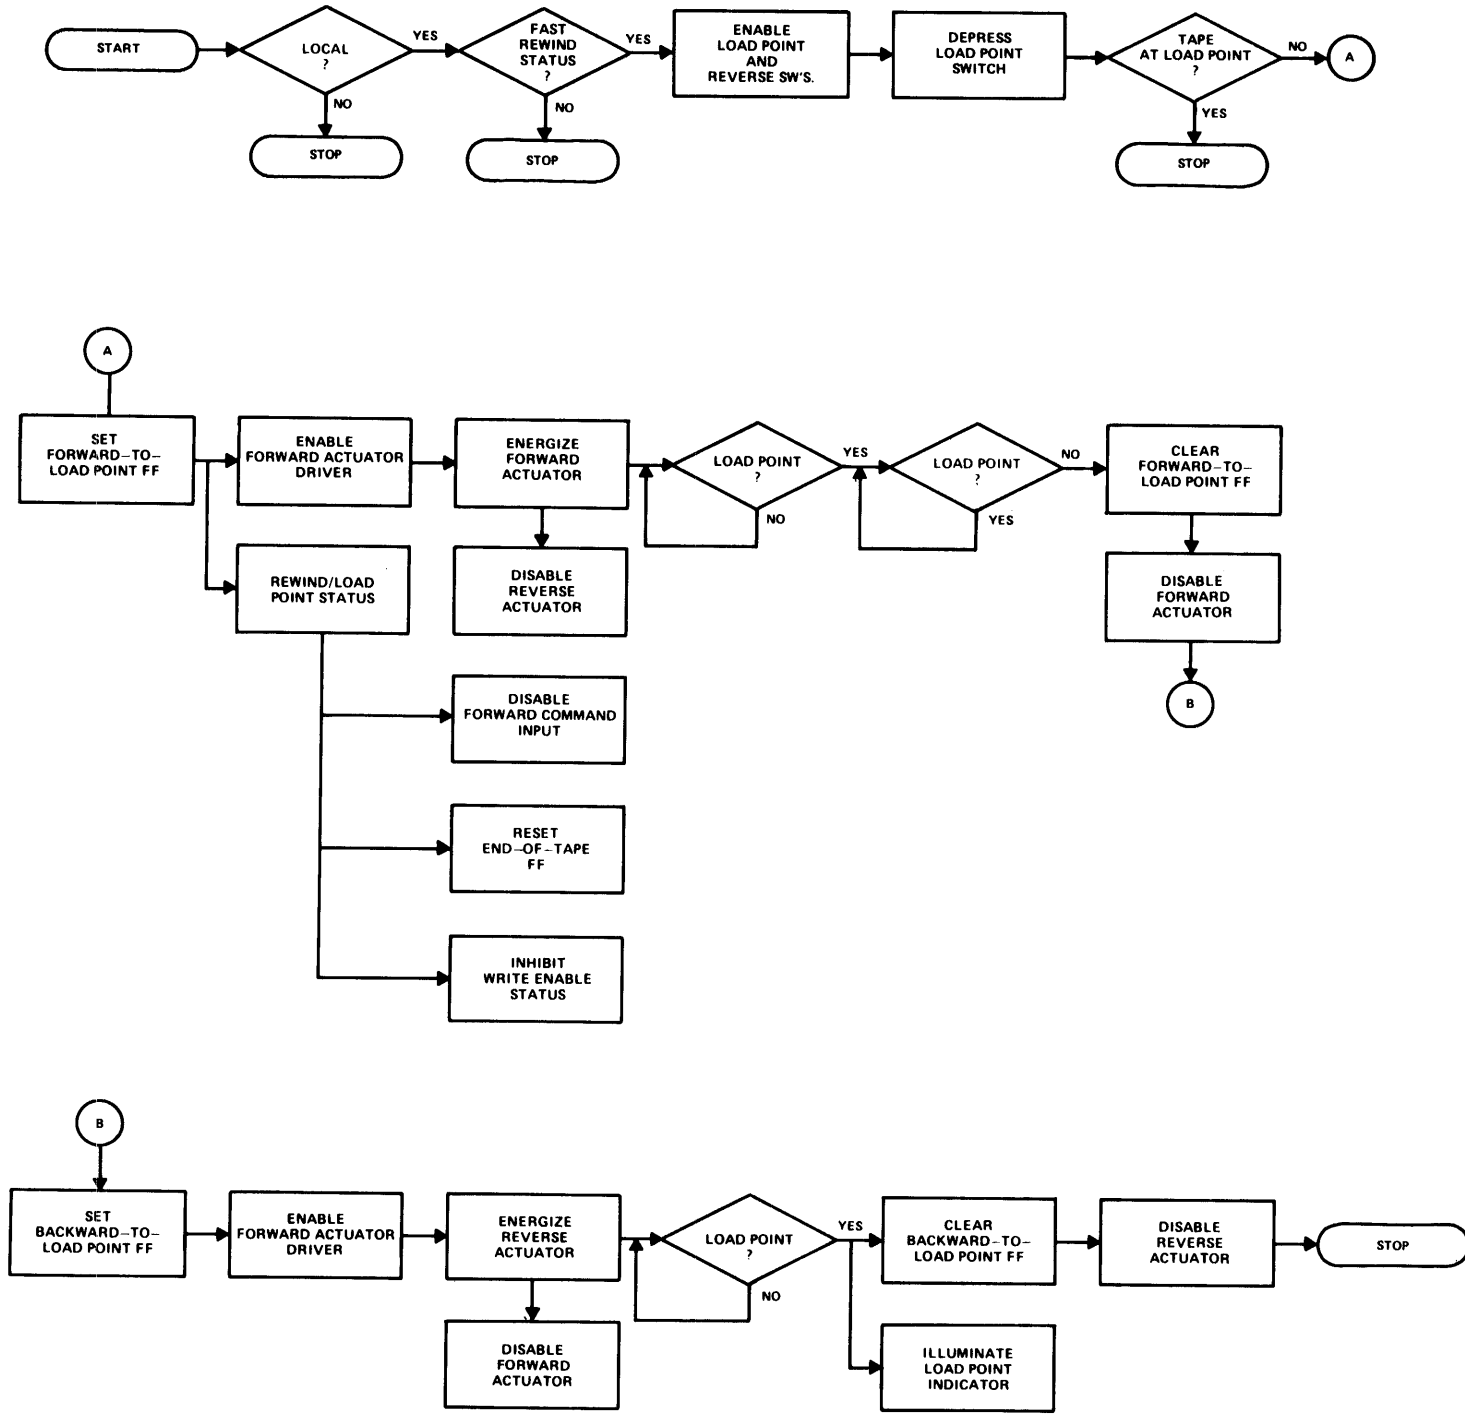 START
LOCAL
?
YES
NO
STOP
FAST
REWIND
STATUS
?
YES
NO
STOP
ENABLE
LOAD POINT
AND
REVERSE SW'S.
DEPRESS
LOAD POINT
SWITCH
TAPE
AT LOAD POINT
?
NO
A
YES
STOP
A
SET
FORWARD-TO-
LOAD POINT FF
ENABLE
FORWARD ACTUATOR
DRIVER
ENERGIZE
FORWARD
ACTUATOR
LOAD POINT
?
YES
NO
LOAD POINT
?
NO
YES
CLEAR
FORWARD-TO-
LOAD POINT FF
REWIND/LOAD
POINT STATUS
DISABLE
REVERSE
ACTUATOR
DISABLE
FORWARD
ACTUATOR
B
DISABLE
FORWARD COMMAND
INPUT
RESET
END-OF-TAPE
FF
INHIBIT
WRITE ENABLE
STATUS
B
SET
BACKWARD-TO-
LOAD POINT FF
ENABLE
FORWARD ACTUATOR
DRIVER
ENERGIZE
REVERSE
ACTUATOR
LOAD POINT
?
YES
NO
CLEAR
BACKWARD-TO-
LOAD POINT FF
DISABLE
REVERSE
ACTUATOR
STOP
DISABLE
FORWARD
ACTUATOR
ILLUMINATE
LOAD POINT
INDICATOR